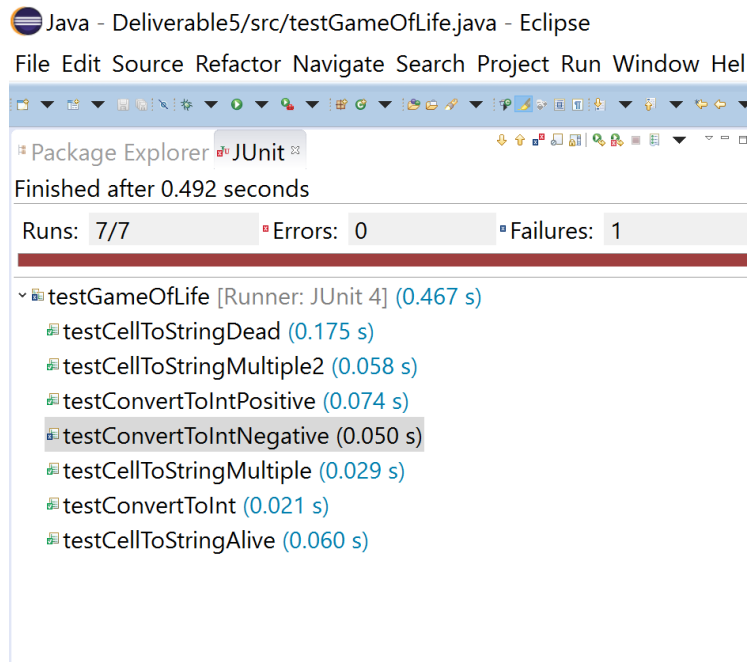 Java - Deliverable5/src/testGameOfLife.java - Eclipse
File Edit Source Refactor Navigate Search Project Run Window Hel
Package Explorer JUnit
Finished after 0.492 seconds
Runs: 7/7 Errors: 0 Failures: 1
testGameOfLife [Runner: JUnit 4] (0.467 s)
testCellToStringDead (0.175 s)
testCellToStringMultiple2 (0.058 s)
testConvertToIntPositive (0.074 s)
testConvertToIntNegative (0.050 s)
testCellToStringMultiple (0.029 s)
testConvertToInt (0.021 s)
testCellToStringAlive (0.060 s)